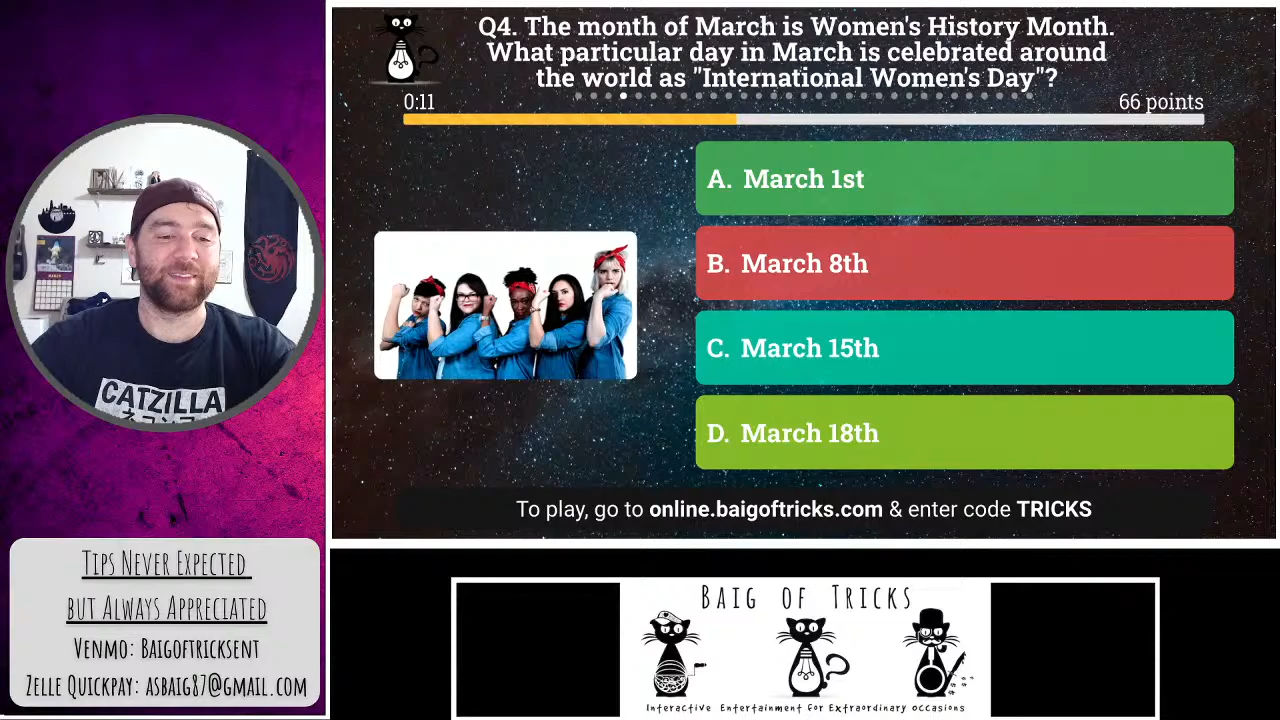 Q4. The month of March is Women's History Month.
What particular day in March is celebrated around
the world as "International Women's Day"?
0:11
66 points
A. March 1st
B. March 8th
C. March 15th
D. March 18th
To play, go to online.baigoftricks.com & enter code TRICKS
CATZILLA
TIPS NEVER EXPECTED
BUT ALWAYS APPRECIATED
VENMO: BAIGOFTRICKSENT
ZELLE QUICKPAY: ASBAIG87@GMAIL.COM
BAIG OF TRICKS
Interactive Entertainment for Extraordinary Occasions